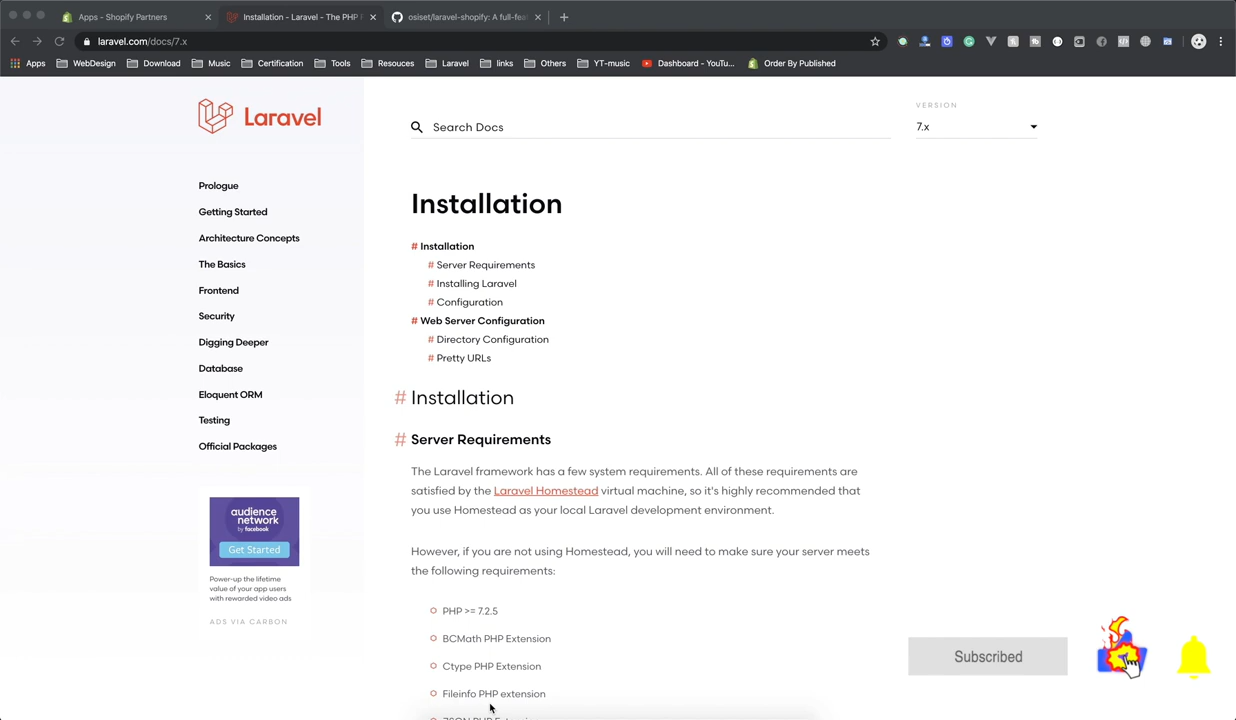 Apps - Shopify Partners
Installation - Laravel - The PHP F
osiset/laravel-shopify: A full-fea
laravel.com/docs/7.x
Apps
WebDesign
Download
Music
Certification
Tools
Resouces
Laravel
links
Others
YT-music
Dashboard - YouTu...
Order By Published
Laravel
Search Docs
VERSION
7.x
Prologue
Getting Started
Architecture Concepts
The Basics
Frontend
Security
Digging Deeper
Database
Eloquent ORM
Testing
Official Packages
audience
network
by facebook
Get Started
Power-up the lifetime
value of your app users
with rewarded video ads
ADS VIA CARBON
Installation
# Installation
# Server Requirements
# Installing Laravel
# Configuration
# Web Server Configuration
# Directory Configuration
# Pretty URLs
# Installation
# Server Requirements
The Laravel framework has a few system requirements. All of these requirements are
satisfied by the Laravel Homestead virtual machine, so it's highly recommended that
you use Homestead as your local Laravel development environment.
However, if you are not using Homestead, you will need to make sure your server meets
the following requirements:
PHP >= 7.2.5
BCMath PHP Extension
Ctype PHP Extension
Fileinfo PHP extension
JSON PHP Extension
Subscribed